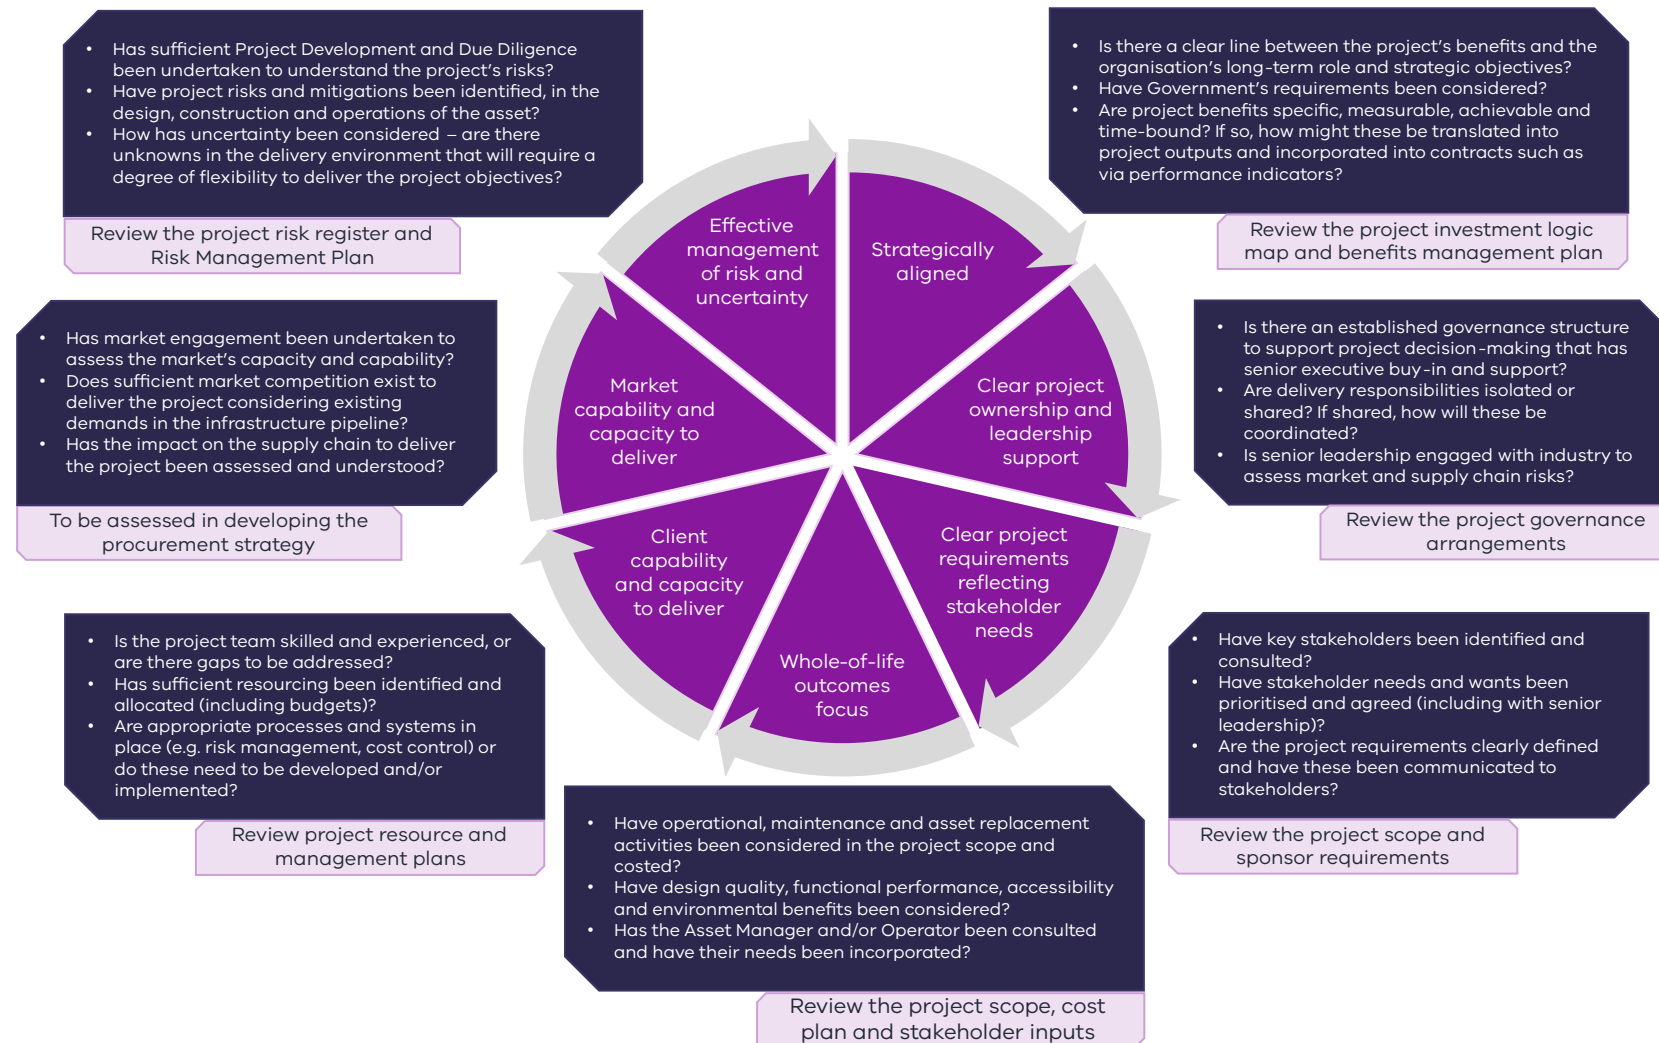 • Has sufficient Project Development and Due Diligence
been undertaken to understand the project's risks?
• Have project risks and mitigations been identified, in the
design, construction and operations of the asset?
• How has uncertainty been considered – are there
unknowns in the delivery environment that will require a
degree of flexibility to deliver the project objectives?
Review the project risk register and
Risk Management Plan
• Is there a clear line between the project's benefits and the
organisation's long-term role and strategic objectives?
• Have Government's requirements been considered?
• Are project benefits specific, measurable, achievable and
time-bound? If so, how might these be translated into
project outputs and incorporated into contracts such as
via performance indicators?
Review the project investment logic
map and benefits management plan
Effective
management
of risk and
uncertainty
Strategically
aligned
• Has market engagement been undertaken to
assess the market's capacity and capability?
• Does sufficient market competition exist to
deliver the project considering existing
demands in the infrastructure pipeline?
• Has the impact on the supply chain to deliver
the project been assessed and understood?
To be assessed in developing the
procurement strategy
Market
capability and
capacity to
deliver
Clear project
ownership and
leadership
support
• Is there an established governance structure
to support project decision-making that has
senior executive buy-in and support?
• Are delivery responsibilities isolated or
shared? If shared, how will these be
coordinated?
• Is senior leadership engaged with industry to
assess market and supply chain risks?
Review the project governance
arrangements
Client
capability
and capacity
to deliver
Clear project
requirements
reflecting
stakeholder
needs
Whole-of-life
outcomes
focus
• Is the project team skilled and experienced, or
are there gaps to be addressed?
• Has sufficient resourcing been identified and
allocated (including budgets)?
• Are appropriate processes and systems in
place (e.g. risk management, cost control) or
do these need to be developed and/or
implemented?
Review project resource and
management plans
• Have key stakeholders been identified and
consulted?
• Have stakeholder needs and wants been
prioritised and agreed (including with senior
leadership)?
• Are the project requirements clearly defined
and have these been communicated to
stakeholders?
Review the project scope and
sponsor requirements
• Have operational, maintenance and asset replacement
activities been considered in the project scope and
costed?
• Have design quality, functional performance, accessibility
and environmental benefits been considered?
• Has the Asset Manager and/or Operator been consulted
and have their needs been incorporated?
Review the project scope, cost
plan and stakeholder inputs